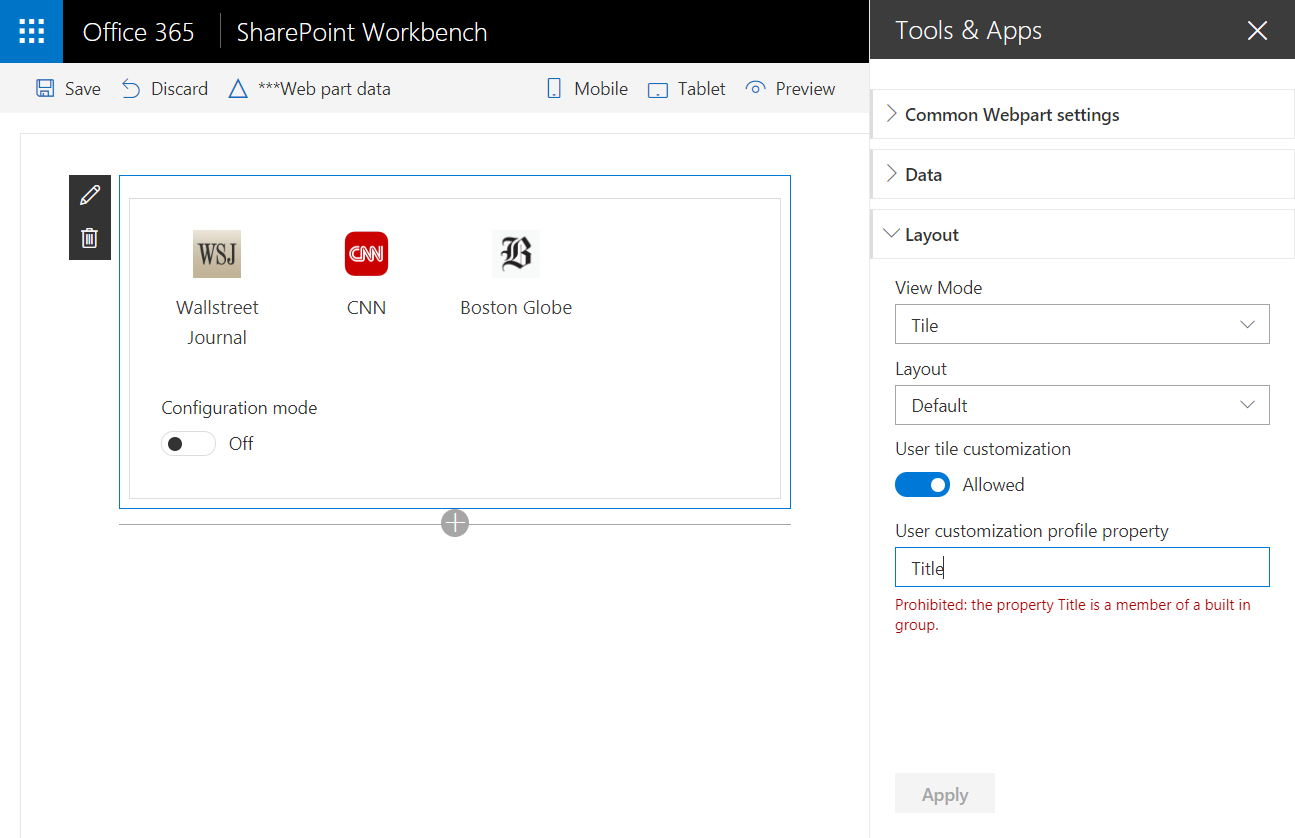 Office 365
SharePoint Workbench
Tools & Apps
Save
Discard
***Web part data
Mobile
Tablet
Preview
WSJ
Wallstreet
Journal
CNN
CNN
B
Boston Globe
Configuration mode
Off
Common Webpart settings
Data
Layout
View Mode
Tile
Layout
Default
User tile customization
Allowed
User customization profile property
Title
Prohibited: the property Title is a member of a built in
group.
Apply